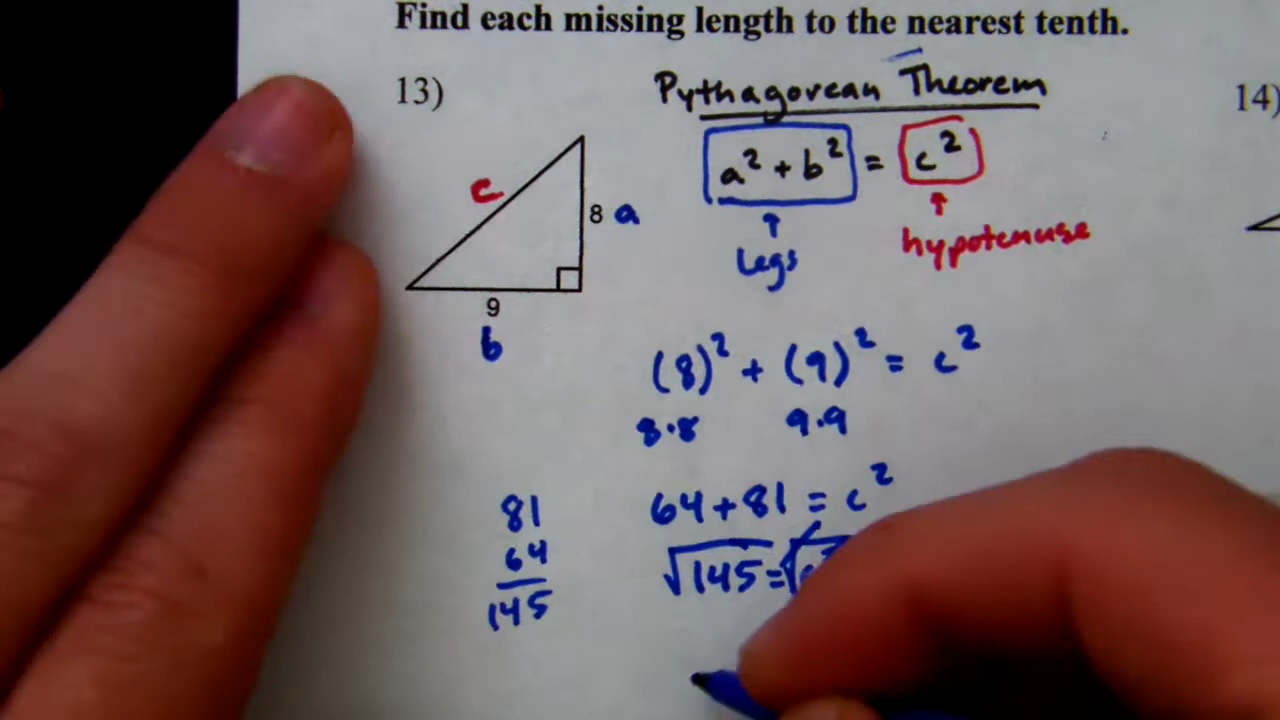 Find each missing length to the nearest tenth.
13)
Pythagorean Theorem
14)
a² + b² = c²
c
8 a
legs
hypotenuse
9
b
(8)² + (9)² = c²
8·8 9·9
81
64 + 81 = c²
64
√145 =
145